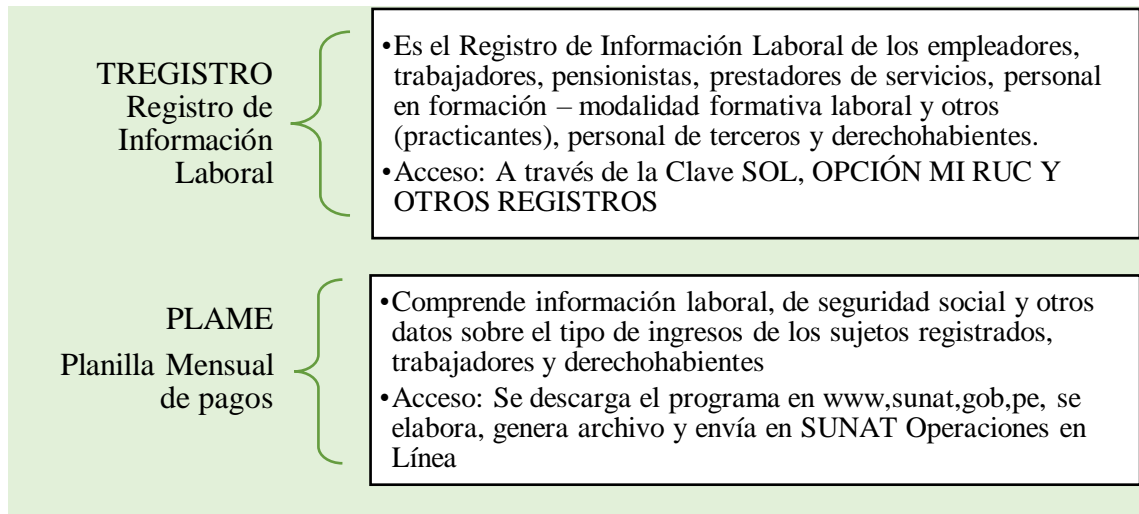 TREGISTRO
Registro de
Información
Laboral
•Es el Registro de Información Laboral de los empleadores,
trabajadores, pensionistas, prestadores de servicios, personal
en formación – modalidad formativa laboral y otros
(practicantes), personal de terceros y derechohabientes.
•Acceso: A través de la Clave SOL, OPCIÓN MI RUC Y
OTROS REGISTROS
PLAME
Planilla Mensual
de pagos
•Comprende información laboral, de seguridad social y otros
datos sobre el tipo de ingresos de los sujetos registrados,
trabajadores y derechohabientes
•Acceso: Se descarga el programa en www,sunat,gob,pe, se
elabora, genera archivo y envía en SUNAT Operaciones en
Línea